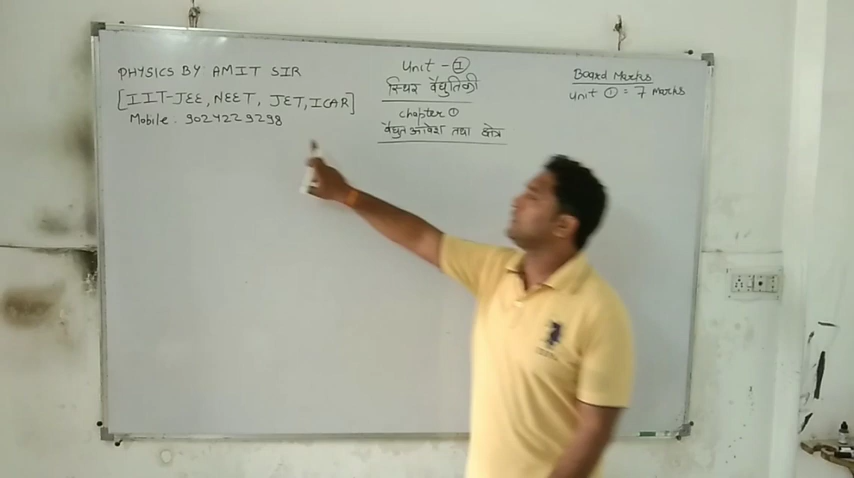 PHYSICS BY AMIT SIR
[IIT-JEE, NEET, JET, ICAR]
Mobile. 9024229298
Unit - ①
स्थिर वैद्युतिकी
chapter ①
वैद्युत आवेश तथा क्षेत्र
Board Marks
Unit ① = 7 Marks